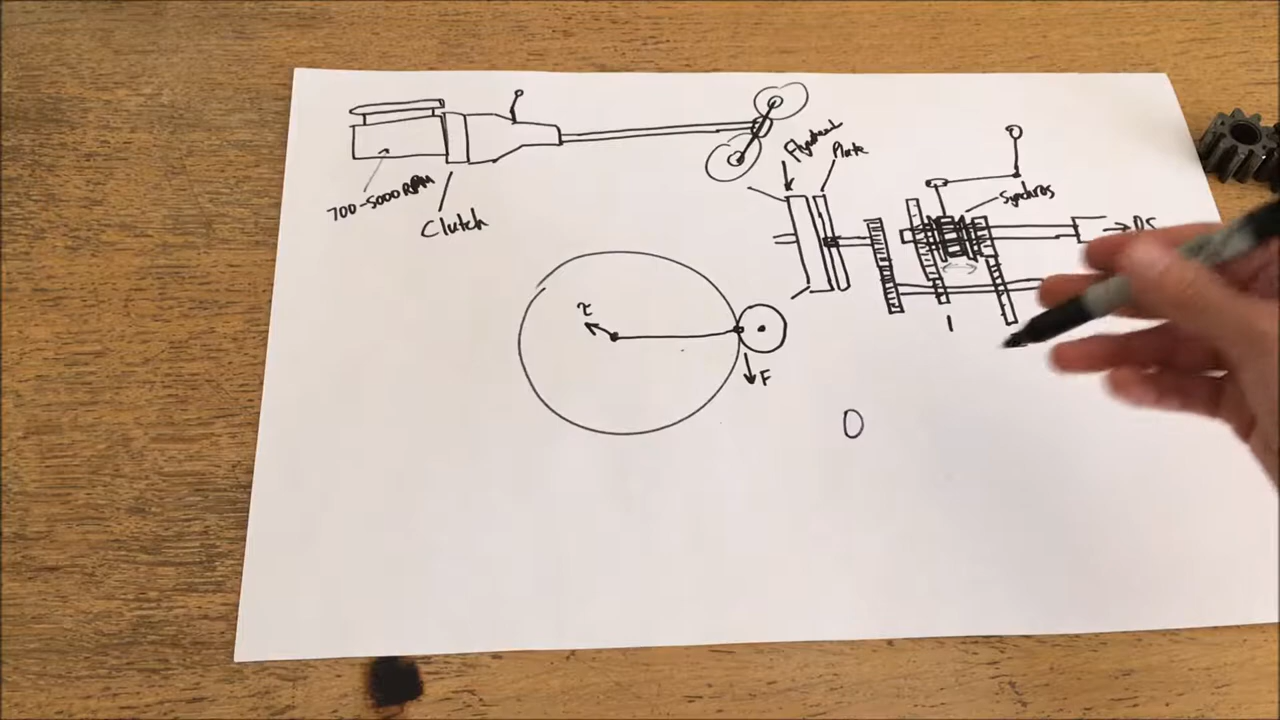 700-5000 RPM
Clutch
Flywheel
Plate
Synchros
DS
τ
F
1
0